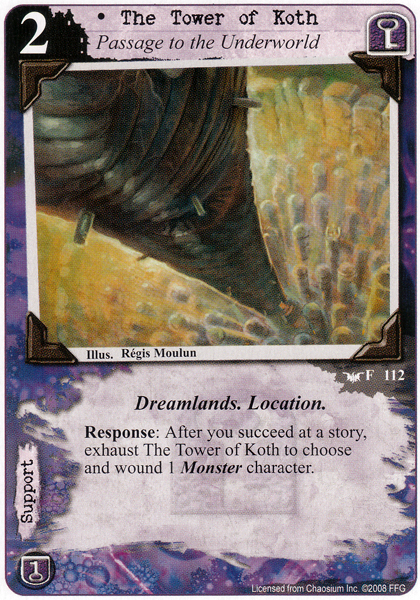 2
• The Tower of Koth
Passage to the Underworld
Illus. Régis Moulun
F 112
Dreamlands. Location.
Response: After you succeed at a story,
exhaust The Tower of Koth to choose
and wound 1 Monster character.
Support
1
Licensed from Chaosium Inc. ©2008 FFG